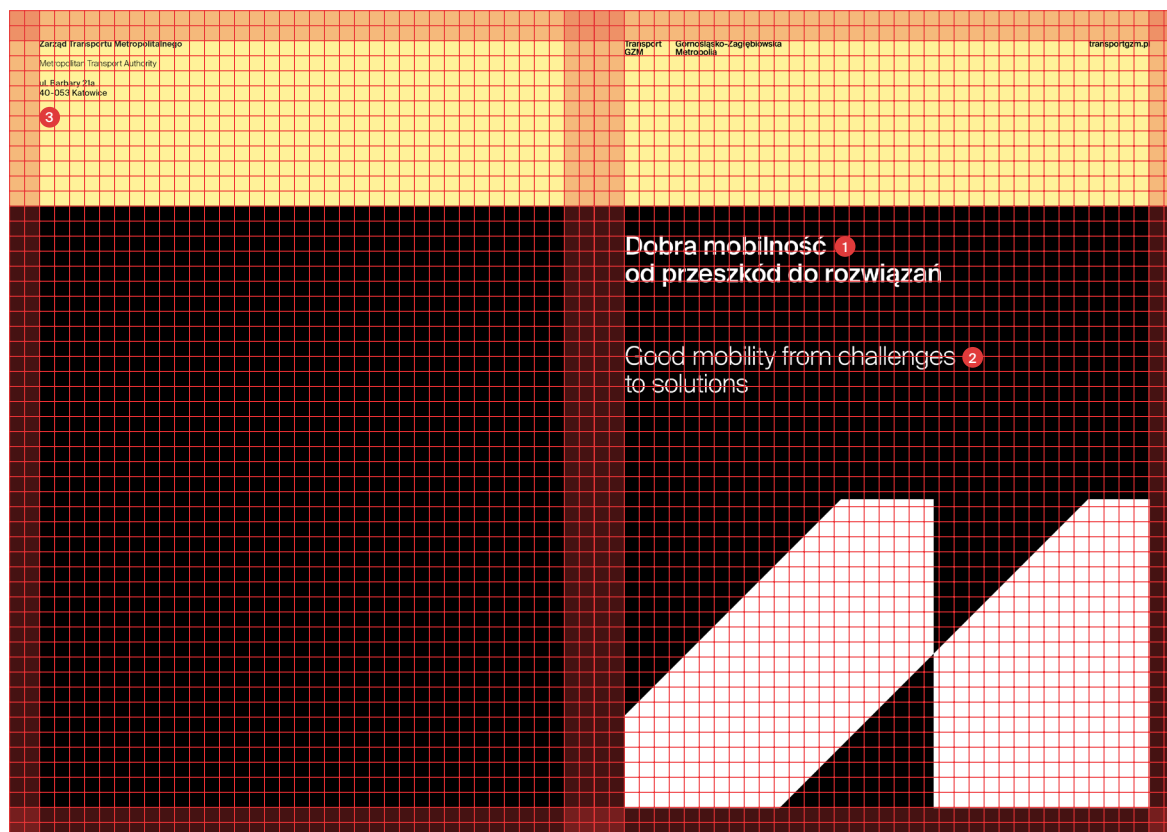 Zarząd Transportu Metropolitalnego
Metropolitan Transport Authority
ul. Barbary 21a
40-053 Katowice
3
Transport
GZM
Górnośląsko-Zagłębiowska
Metropolia
transportgzm.pl
Dobra mobilność 1
od przeszkód do rozwiązań
Good mobility from challenges 2
to solutions